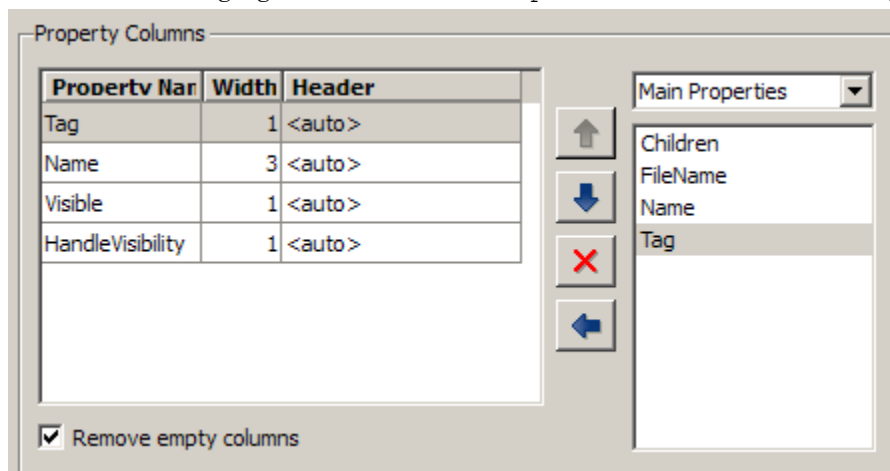 Property Columns
Property Nar Width Header
Tag 1 <auto>
Name 3 <auto>
Visible 1 <auto>
HandleVisibility 1 <auto>
Remove empty columns
Main Properties
Children
FileName
Name
Tag